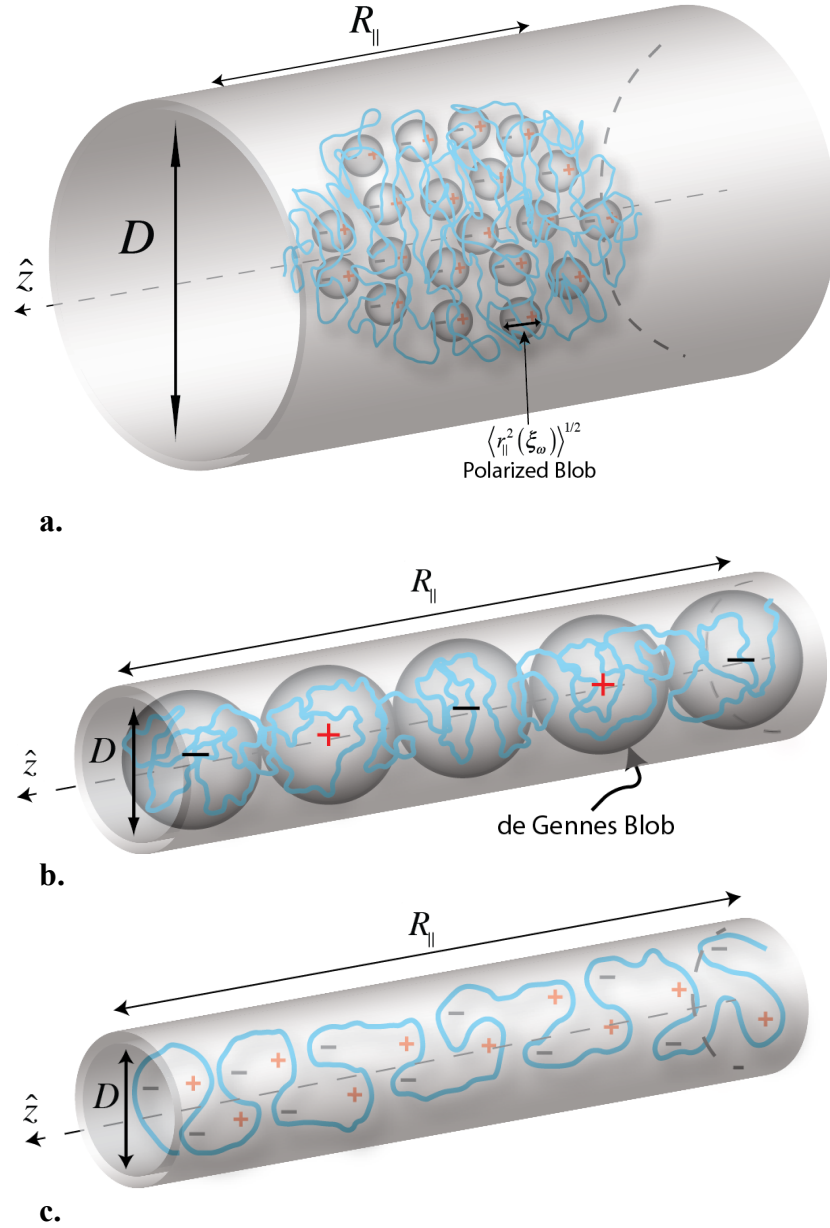 R∥
D
ẑ
⟨r∥²(ξω)⟩^1/2
Polarized Blob
a.
R∥
D
ẑ
de Gennes Blob
b.
R∥
D
ẑ
c.